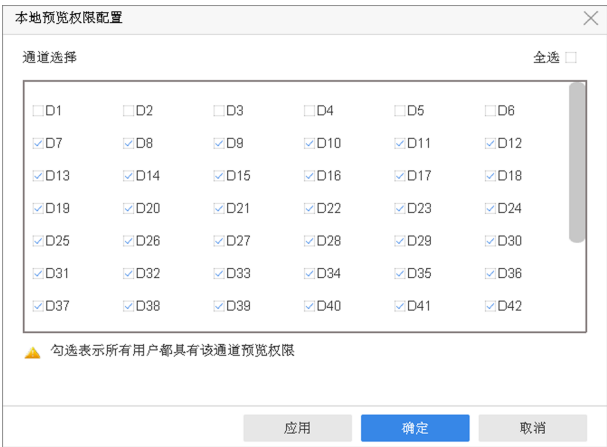 本地预览权限配置
通道选择 全选
D1 D2 D3 D4 D5 D6
D7 D8 D9 D10 D11 D12
D13 D14 D15 D16 D17 D18
D19 D20 D21 D22 D23 D24
D25 D26 D27 D28 D29 D30
D31 D32 D33 D34 D35 D36
D37 D38 D39 D40 D41 D42
勾选表示所有用户都具有该通道预览权限
应用 确定 取消